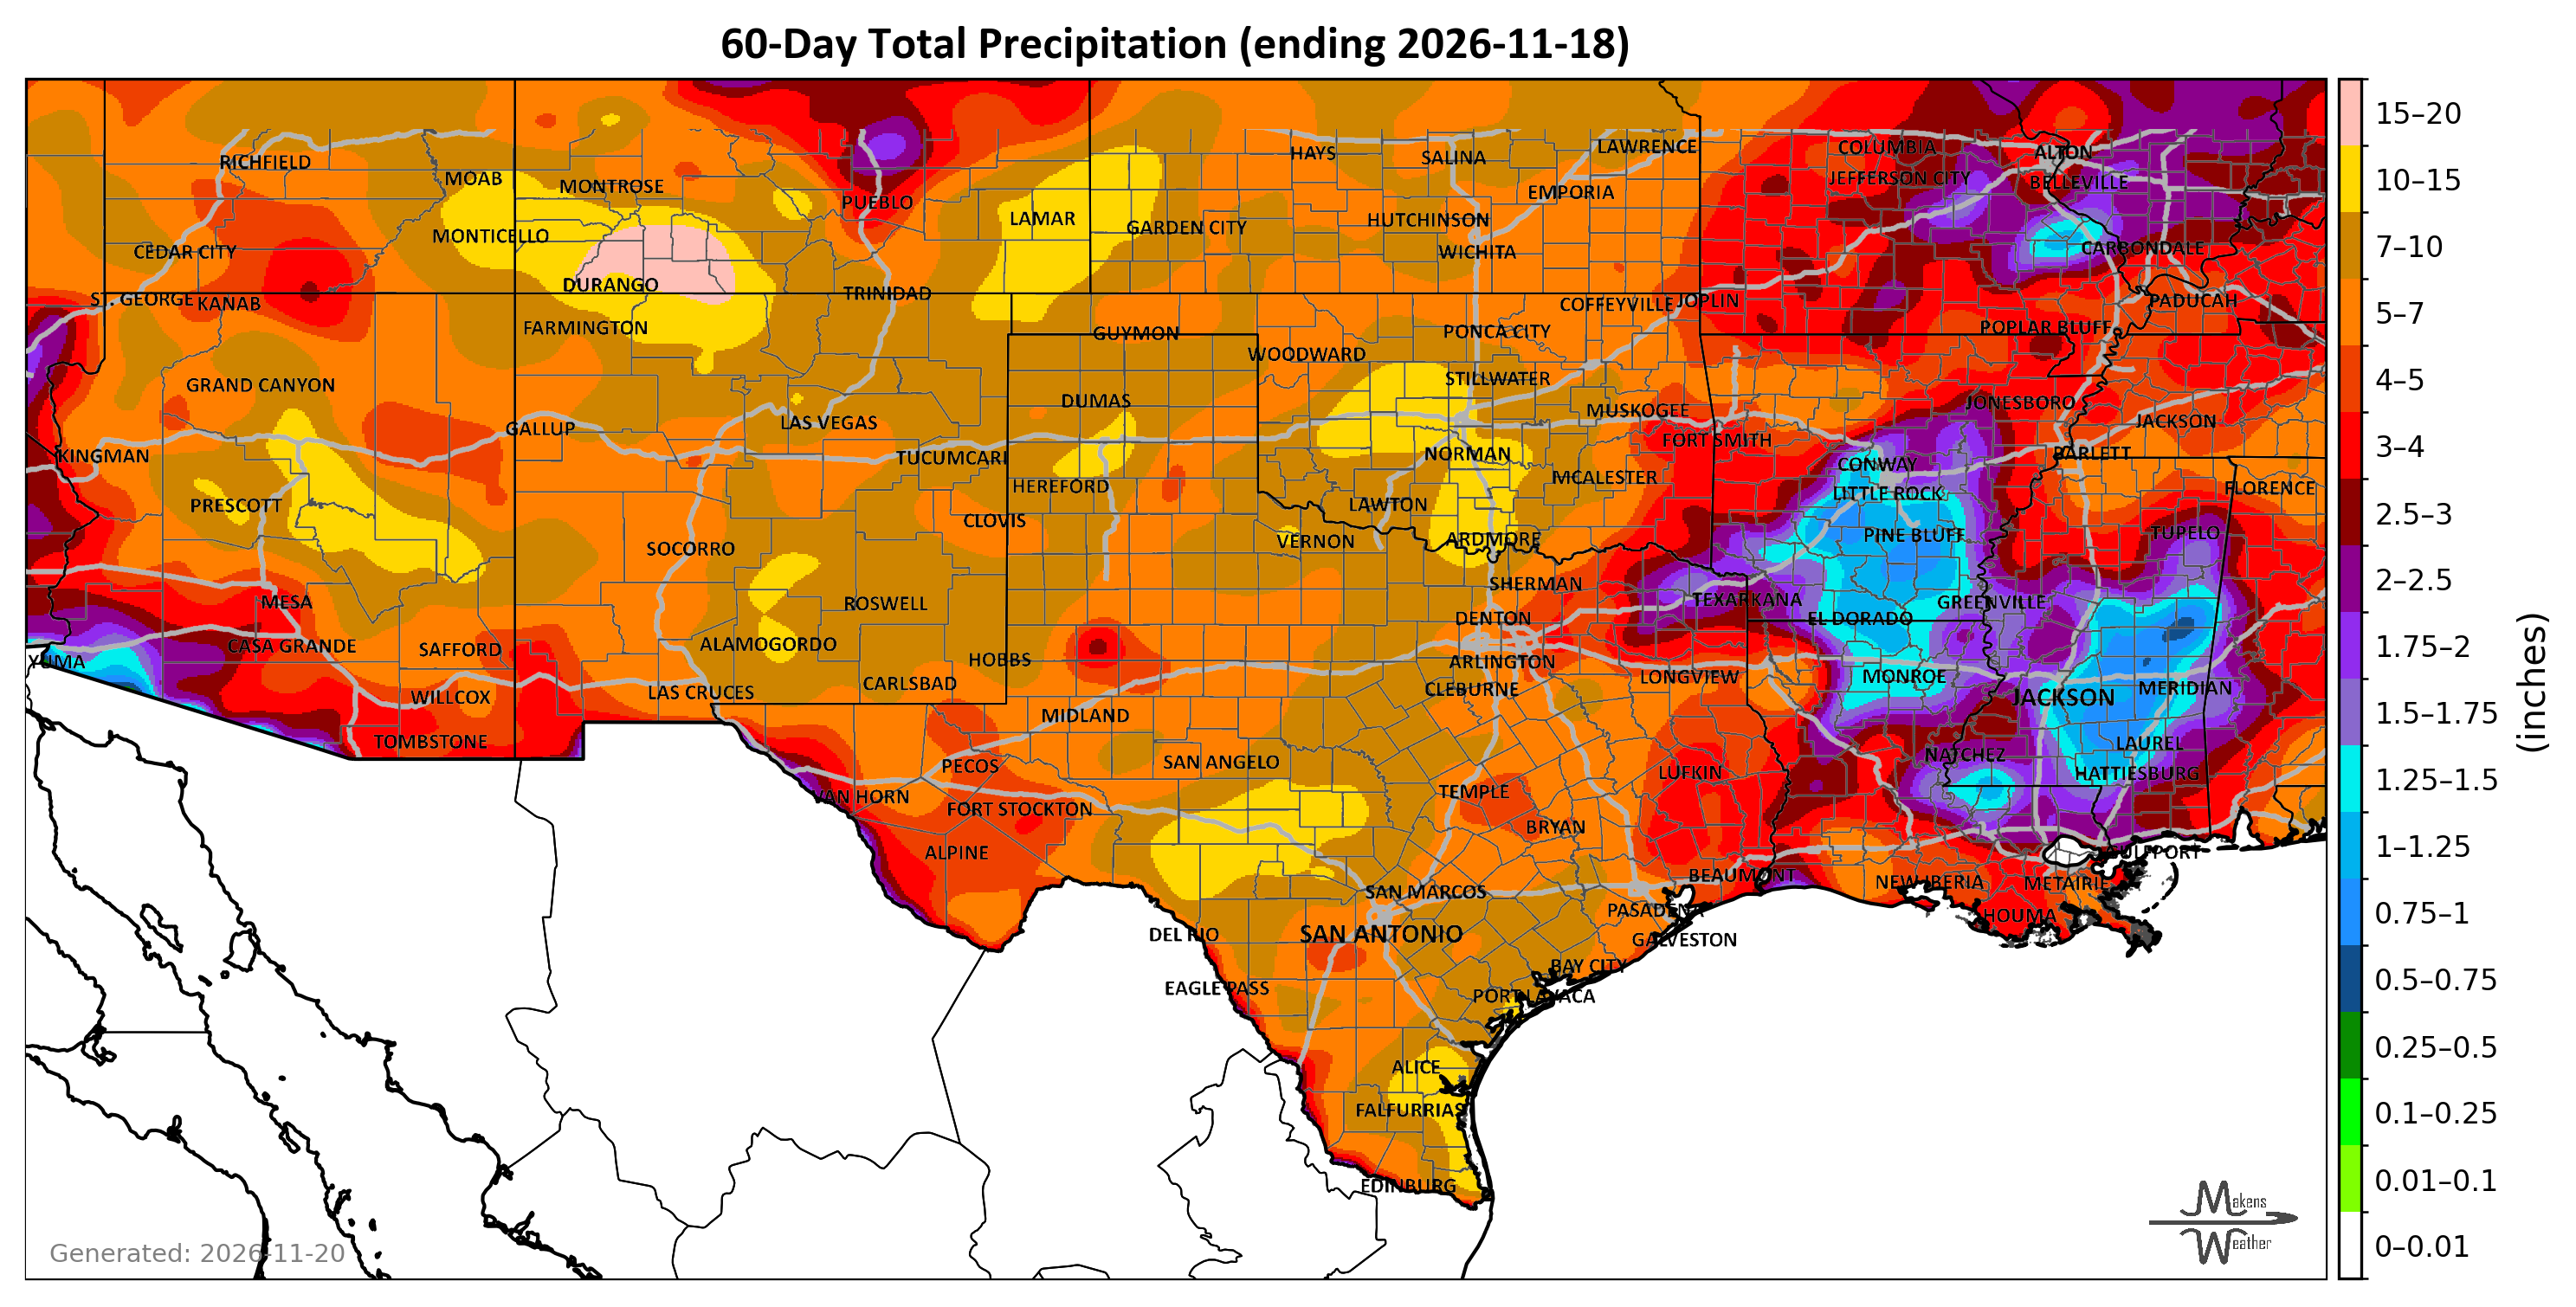 60-Day Total Precipitation (ending 2026-11-18)
RICHFIELD
MOAB
MONTROSE
PUEBLO
LAMAR
GARDEN CITY
HAYS
SALINA
LAWRENCE
EMPORIA
HUTCHINSON
WICHITA
COLUMBIA
JEFFERSON CITY
ALTON
BELLEVILLE
CARBONDALE
CEDAR CITY
MONTICELLO
DURANGO
TRINIDAD
ST. GEORGE
KANAB
FARMINGTON
GUYMON
WOODWARD
PONCA CITY
COFFEYVILLE
JOPLIN
POPLAR BLUFF
PADUCAH
GRAND CANYON
DUMAS
STILLWATER
MUSKOGEE
JONESBORO
JACKSON
GALLUP
LAS VEGAS
FORT SMITH
KINGMAN
TUCUMCARI
NORMAN
CONWAY
BARLETT
HEREFORD
MCALESTER
LITTLE ROCK
FLORENCE
PRESCOTT
CLOVIS
LAWTON
PINE BLUFF
TUPELO
SOCORRO
VERNON
ARDMORE
MESA
ROSWELL
SHERMAN
TEXARKANA
GREENVILLE
CASA GRANDE
SAFFORD
ALAMOGORDO
DENTON
EL DORADO
YUMA
HOBBS
ARLINGTON
WILLCOX
LAS CRUCES
CARLSBAD
CLEBURNE
LONGVIEW
MONROE
JACKSON
MERIDIAN
TOMBSTONE
MIDLAND
PECOS
SAN ANGELO
NATCHEZ
LAUREL
VAN HORN
FORT STOCKTON
TEMPLE
LUFKIN
HATTIESBURG
ALPINE
BRYAN
GULFPORT
SAN MARCOS
BEAUMONT
NEW IBERIA
METAIRIE
DEL RIO
SAN ANTONIO
PASADENA
GALVESTON
HOUMA
EAGLE PASS
BAY CITY
PORT LAVACA
ALICE
FALFURRIAS
EDINBURG
15–20
10–15
7–10
5–7
4–5
3–4
2.5–3
2–2.5
1.75–2
1.5–1.75
1.25–1.5
1–1.25
0.75–1
0.5–0.75
0.25–0.5
0.1–0.25
0.01–0.1
0–0.01
(inches)
Generated: 2026-11-20
Makens
Weather